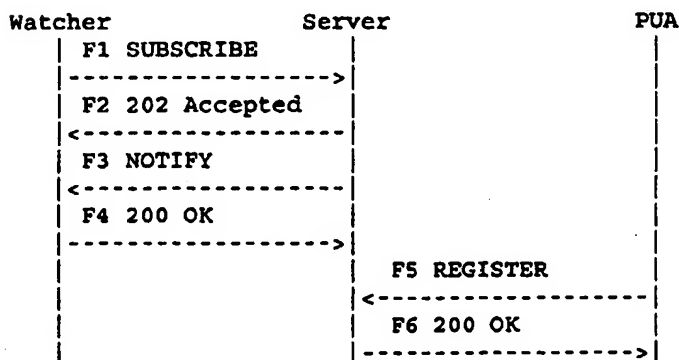 Watcher Server PUA
F1 SUBSCRIBE
F2 202 Accepted
F3 NOTIFY
F4 200 OK
F5 REGISTER
F6 200 OK